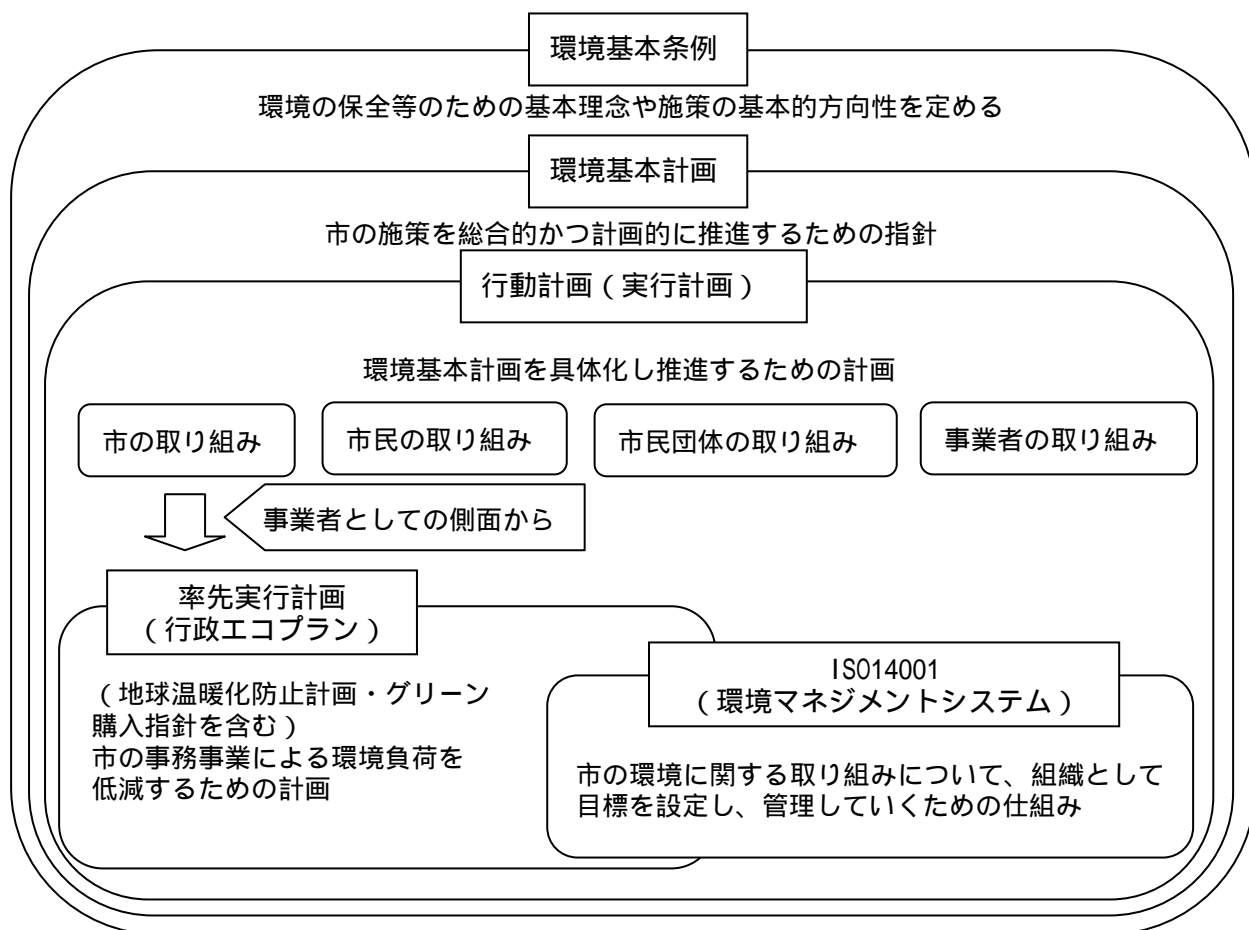 環境基本条例
環境の保全等のための基本理念や施策の基本的方向性を定める
環境基本計画
市の施策を総合的かつ計画的に推進するための指針
行動計画（実行計画）
環境基本計画を具体化し推進するための計画
市の取り組み
市民の取り組み
市民団体の取り組み
事業者の取り組み
事業者としての側面から
率先実行計画
（行政エコプラン）
（地球温暖化防止計画・グリーン
購入指針を含む）
市の事務事業による環境負荷を
低減するための計画
ISO14001
（環境マネジメントシステム）
市の環境に関する取り組みについて、組織として
目標を設定し、管理していくための仕組み